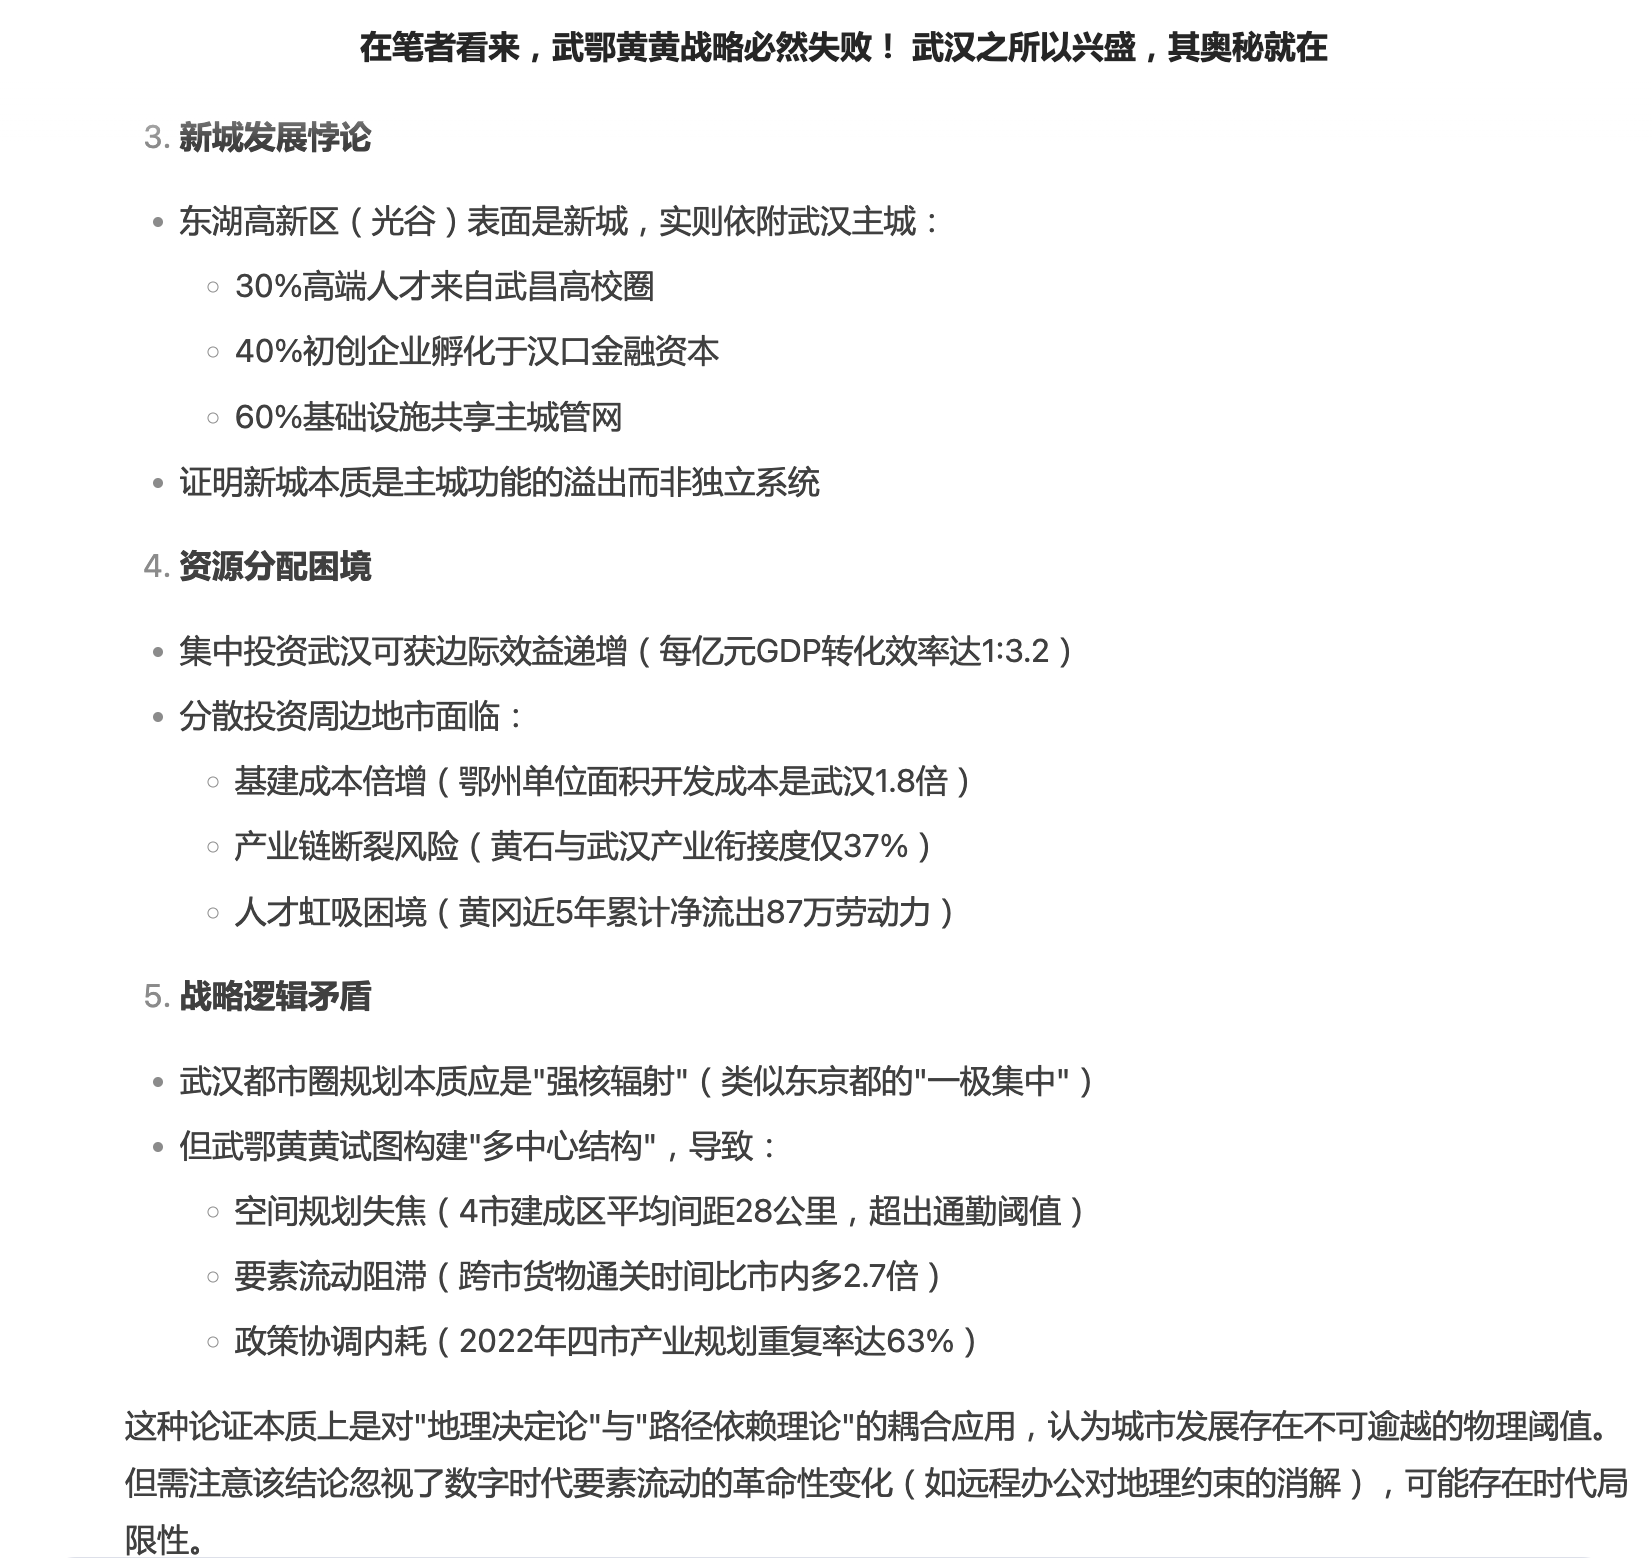 在笔者看来，武鄂黄黄战略必然失败！ 武汉之所以兴盛，其奥秘就在
3. 新城发展悖论
• 东湖高新区（光谷）表面是新城，实则依附武汉主城：
○ 30%高端人才来自武昌高校圈
○ 40%初创企业孵化于汉口金融资本
○ 60%基础设施共享主城管网
• 证明新城本质是主城功能的溢出而非独立系统
4. 资源分配困境
• 集中投资武汉可获边际效益递增（每亿元GDP转化效率达1:3.2）
• 分散投资周边地市面临：
○ 基建成本倍增（鄂州单位面积开发成本是武汉1.8倍）
○ 产业链断裂风险（黄石与武汉产业衔接度仅37%）
○ 人才虹吸困境（黄冈近5年累计净流出87万劳动力）
5. 战略逻辑矛盾
• 武汉都市圈规划本质应是"强核辐射"（类似东京都的"一极集中"）
• 但武鄂黄黄试图构建"多中心结构"，导致：
○ 空间规划失焦（4市建成区平均间距28公里，超出通勤阈值）
○ 要素流动阻滞（跨市货物通关时间比市内多2.7倍）
○ 政策协调内耗（2022年四市产业规划重复率达63%）
这种论证本质上是对"地理决定论"与"路径依赖理论"的耦合应用，认为城市发展存在不可逾越的物理阈值。
但需注意该结论忽视了数字时代要素流动的革命性变化（如远程办公对地理约束的消解），可能存在时代局
限性。